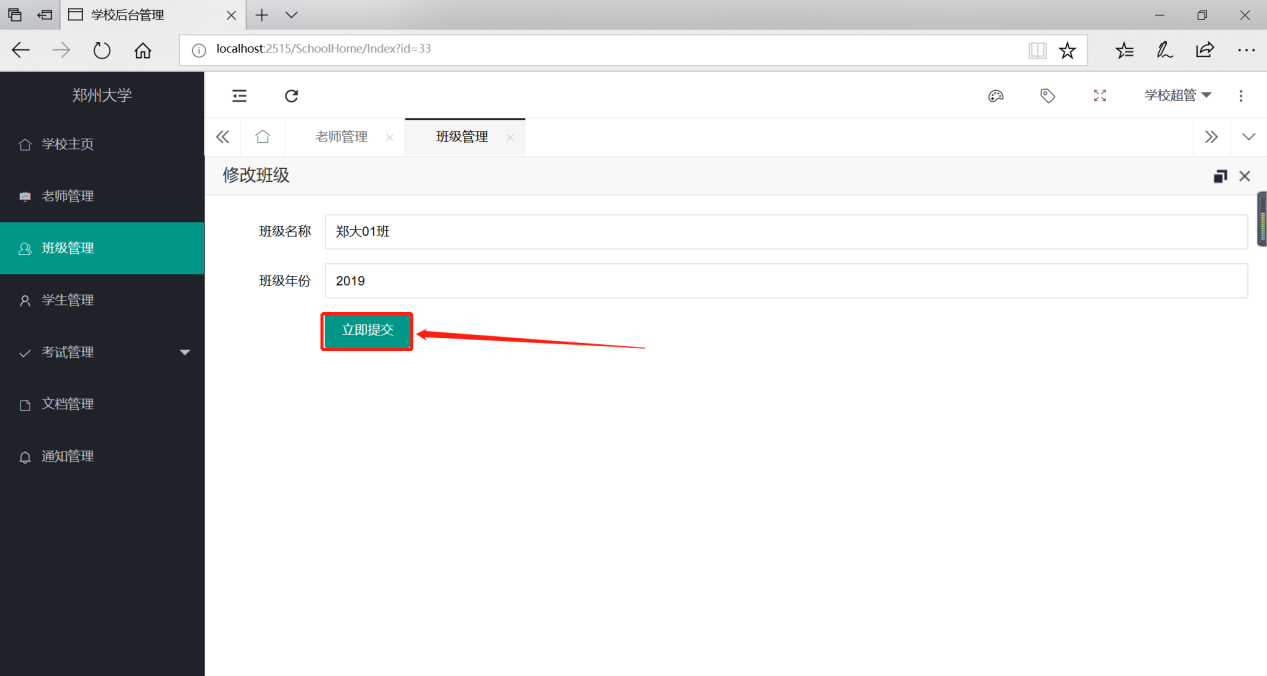 学校后台管理
localhost:2515/SchoolHome/Index?id=33
郑州大学
学校超管
学校主页
老师管理
班级管理
学生管理
考试管理
文档管理
通知管理
老师管理
班级管理
修改班级
班级名称
郑大01班
班级年份
2019
立即提交